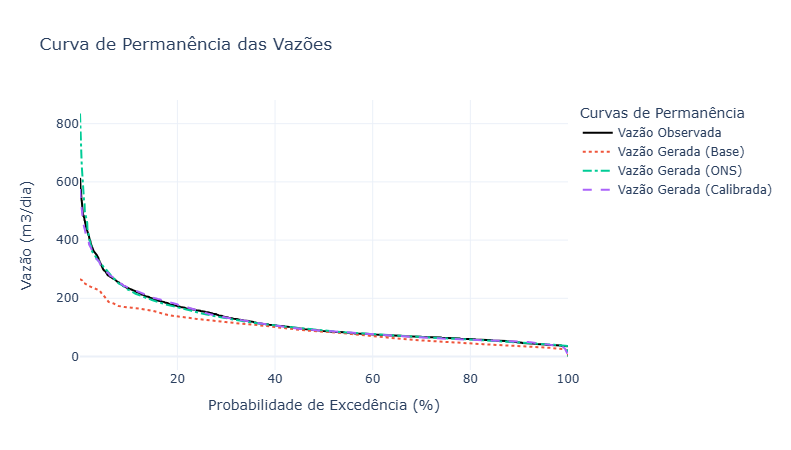 Curva de Permanência das Vazões
Curvas de Permanência
Vazão Observada
Vazão Gerada (Base)
Vazão Gerada (ONS)
Vazão Gerada (Calibrada)
Vazão (m3/dia)
800
600
400
200
0
20
40
60
80
100
Probabilidade de Excedência (%)